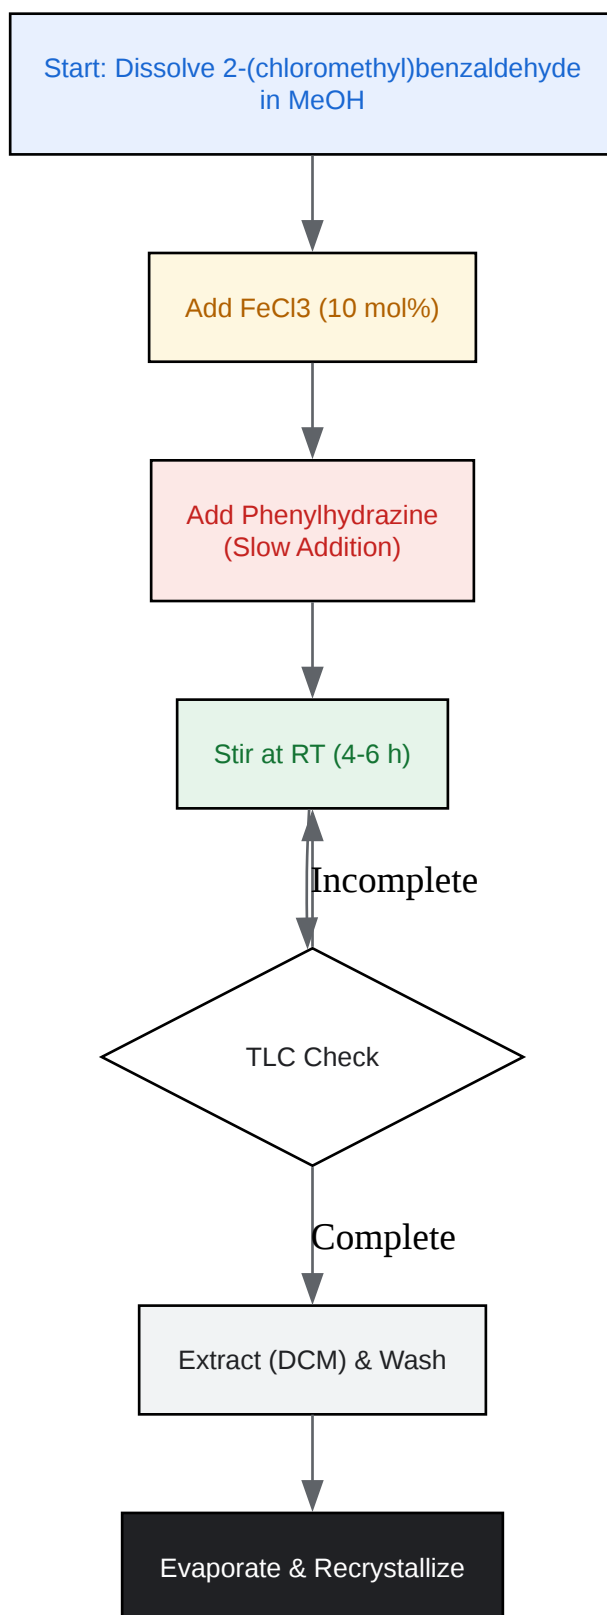 Start: Dissolve 2-(chloromethyl)benzaldehyde
in MeOH
Add FeCl3 (10 mol%)
Add Phenylhydrazine
(Slow Addition)
Stir at RT (4-6 h)
Incomplete
TLC Check
Complete
Extract (DCM) & Wash
Evaporate & Recrystallize